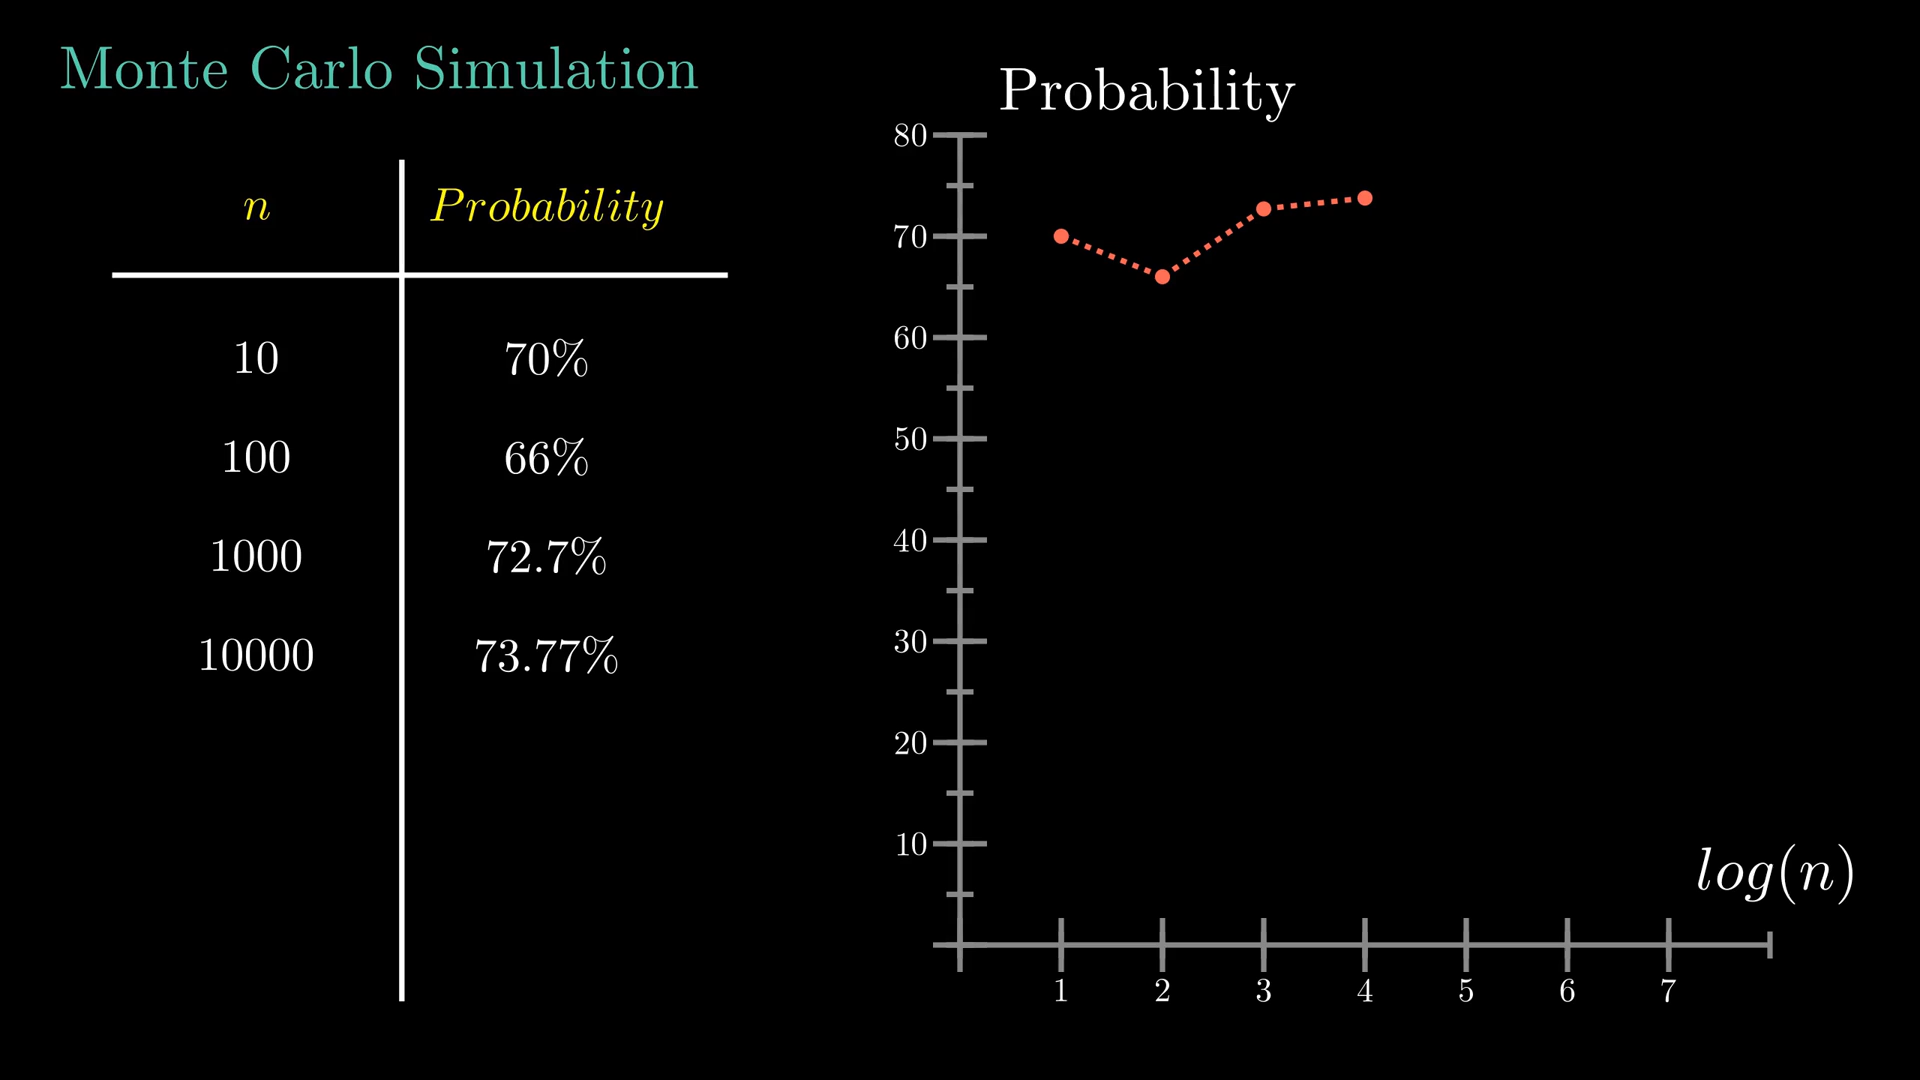 Monte Carlo Simulation
n Probability
10 70%
100 66%
1000 72.7%
10000 73.77%
Probability
80
70
60
50
40
30
20
10
log(n)
1 2 3 4 5 6 7